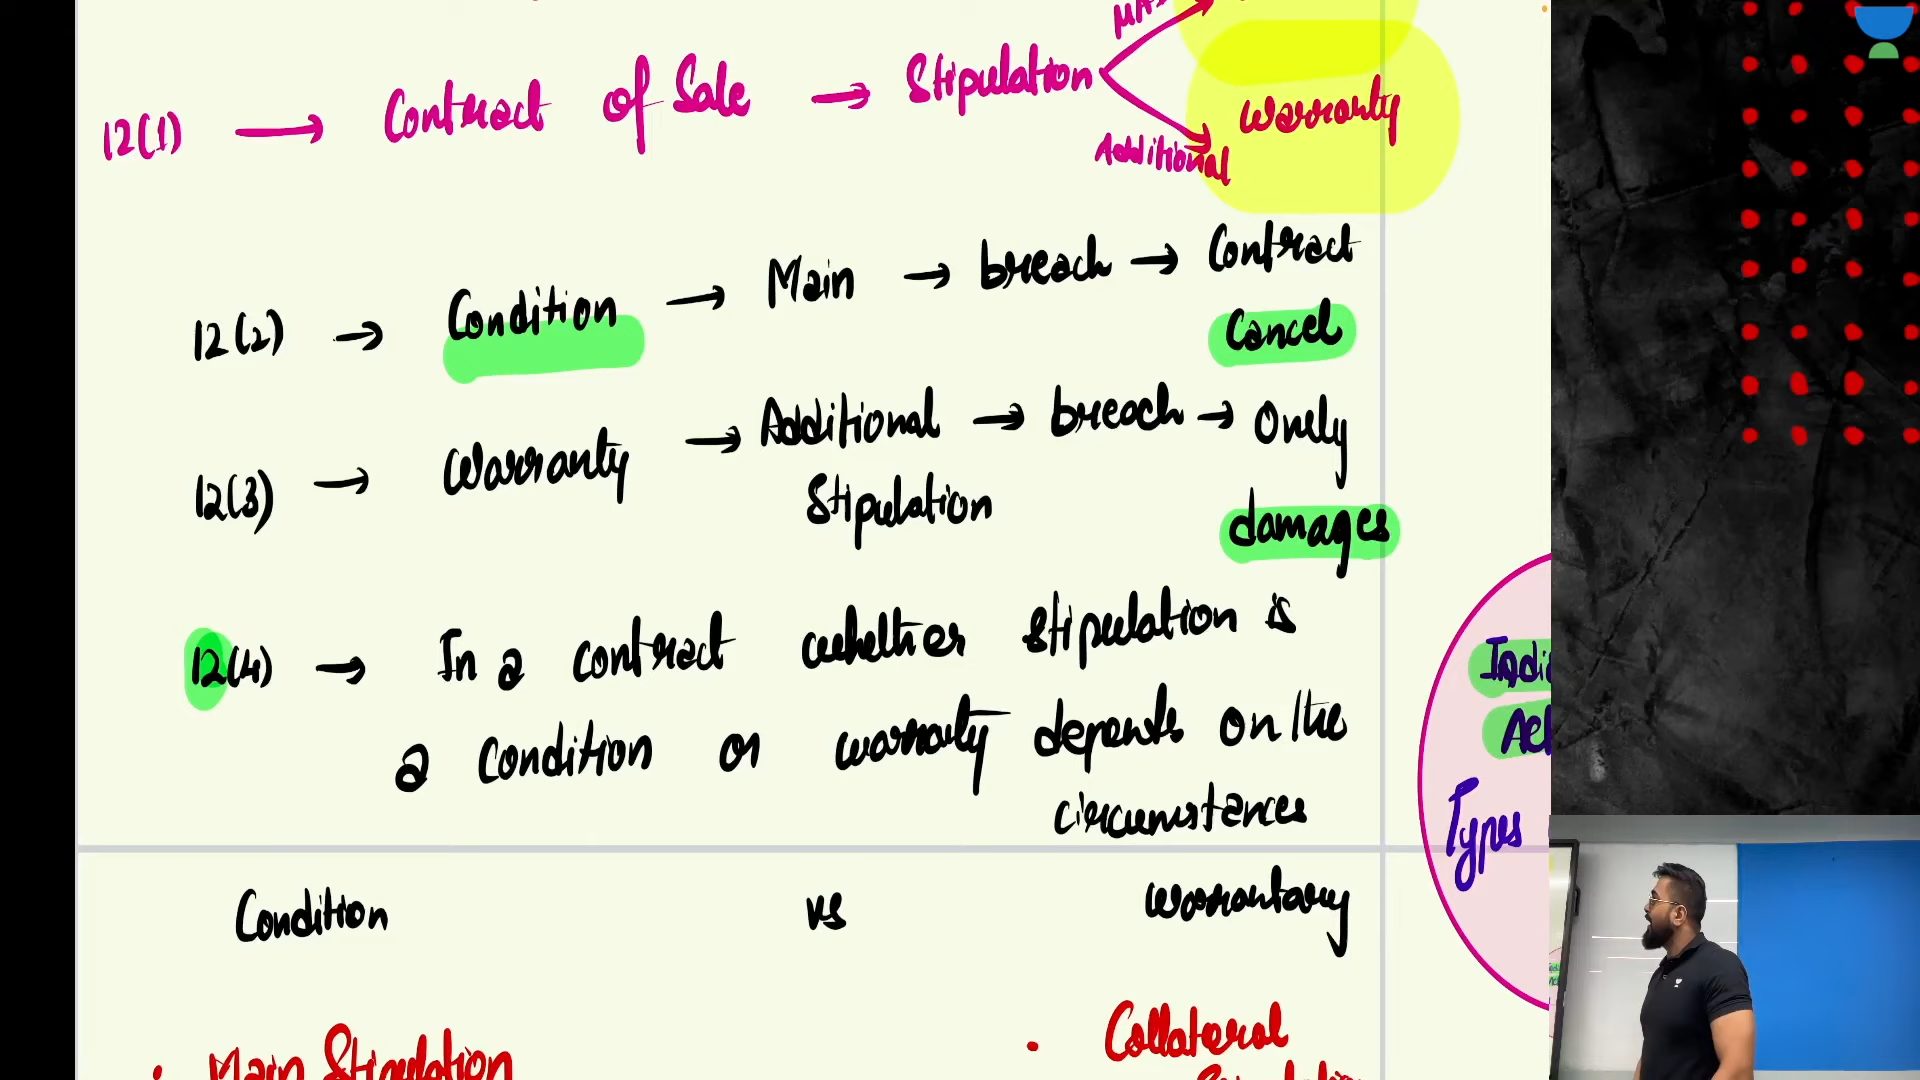 12(1) → Contract of Sale → Stipulation
Warranty
Additional
12(2) → Condition → Main → breach → Contract
Cancel
12(3) → Warranty → Additional → breach → Only
Stipulation
damages
12(4) → In a contract whether stipulation is
a condition or warranty depends on the
circumstances
Condition vs warrantary
• Main Stipulation
• Collateral
Types